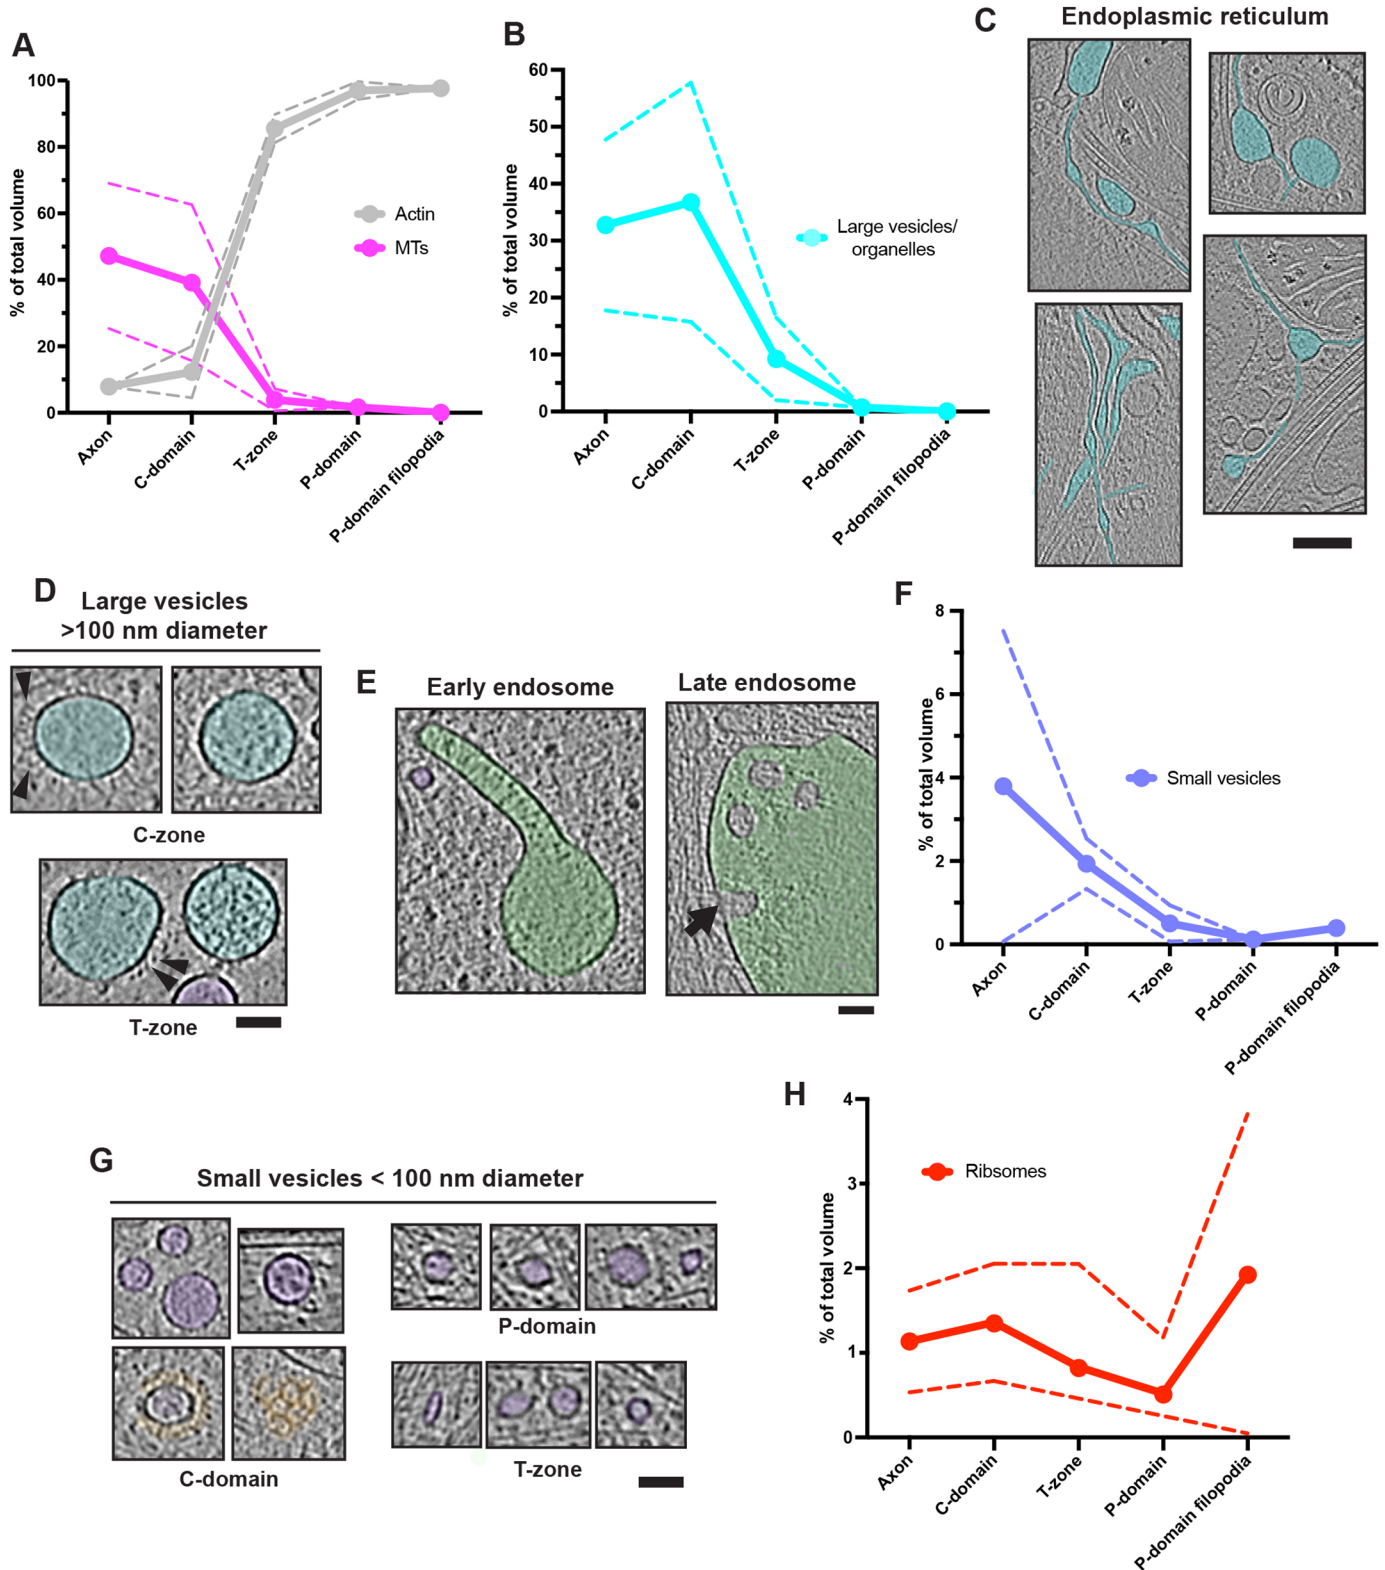 A
100
80
60
40
20
0
% of total volume
Actin
MTs
Axon
C-domain
T-zone
P-domain
P-domain filopodia
B
60
50
40
30
20
10
0
% of total volume
Large vesicles/
organelles
Axon
C-domain
T-zone
P-domain
P-domain filopodia
C
Endoplasmic reticulum
D
Large vesicles
>100 nm diameter
C-zone
T-zone
E
Early endosome
Late endosome
F
8
6
4
2
0
% of total volume
Small vesicles
Axon
C-domain
T-zone
P-domain
P-domain filopodia
G
Small vesicles < 100 nm diameter
P-domain
C-domain
T-zone
H
4
3
2
1
0
% of total volume
Ribsomes
Axon
C-domain
T-zone
P-domain
P-domain filopodia